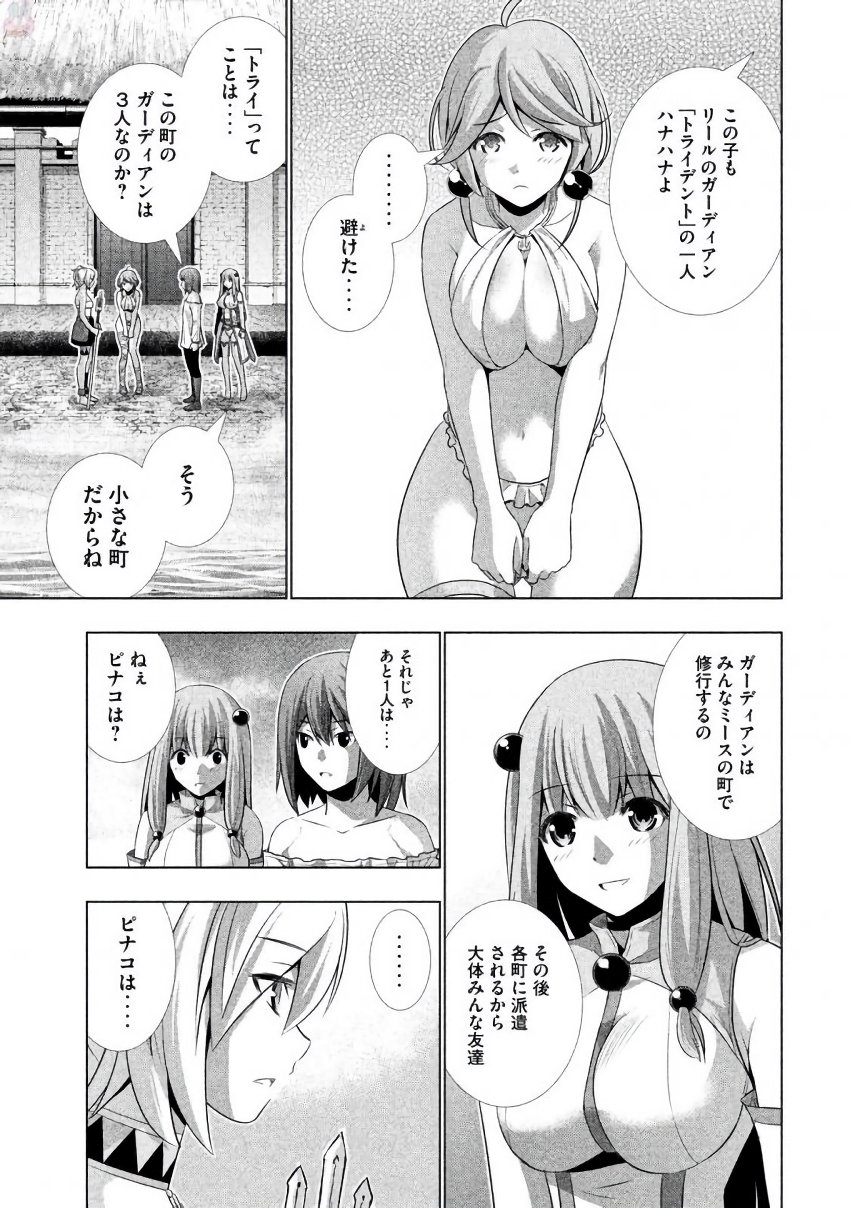 この子も
リールのガーディアン
「トライデント」の一人
ハナハナよ
‥‥‥‥
‥‥‥‥
避けた‥‥
よ
「トライ」って
ことは‥‥
この町の
ガーディアンは
3人なのか?
そう
小さな町
だからね
ガーディアンは
みんなミースの町で
修行するの
その後
各町に派遣
されるから
大体みんな友達
それじゃ
あと1人は‥‥
ねぇ
ピナコは?
‥‥‥
ピナコは‥‥